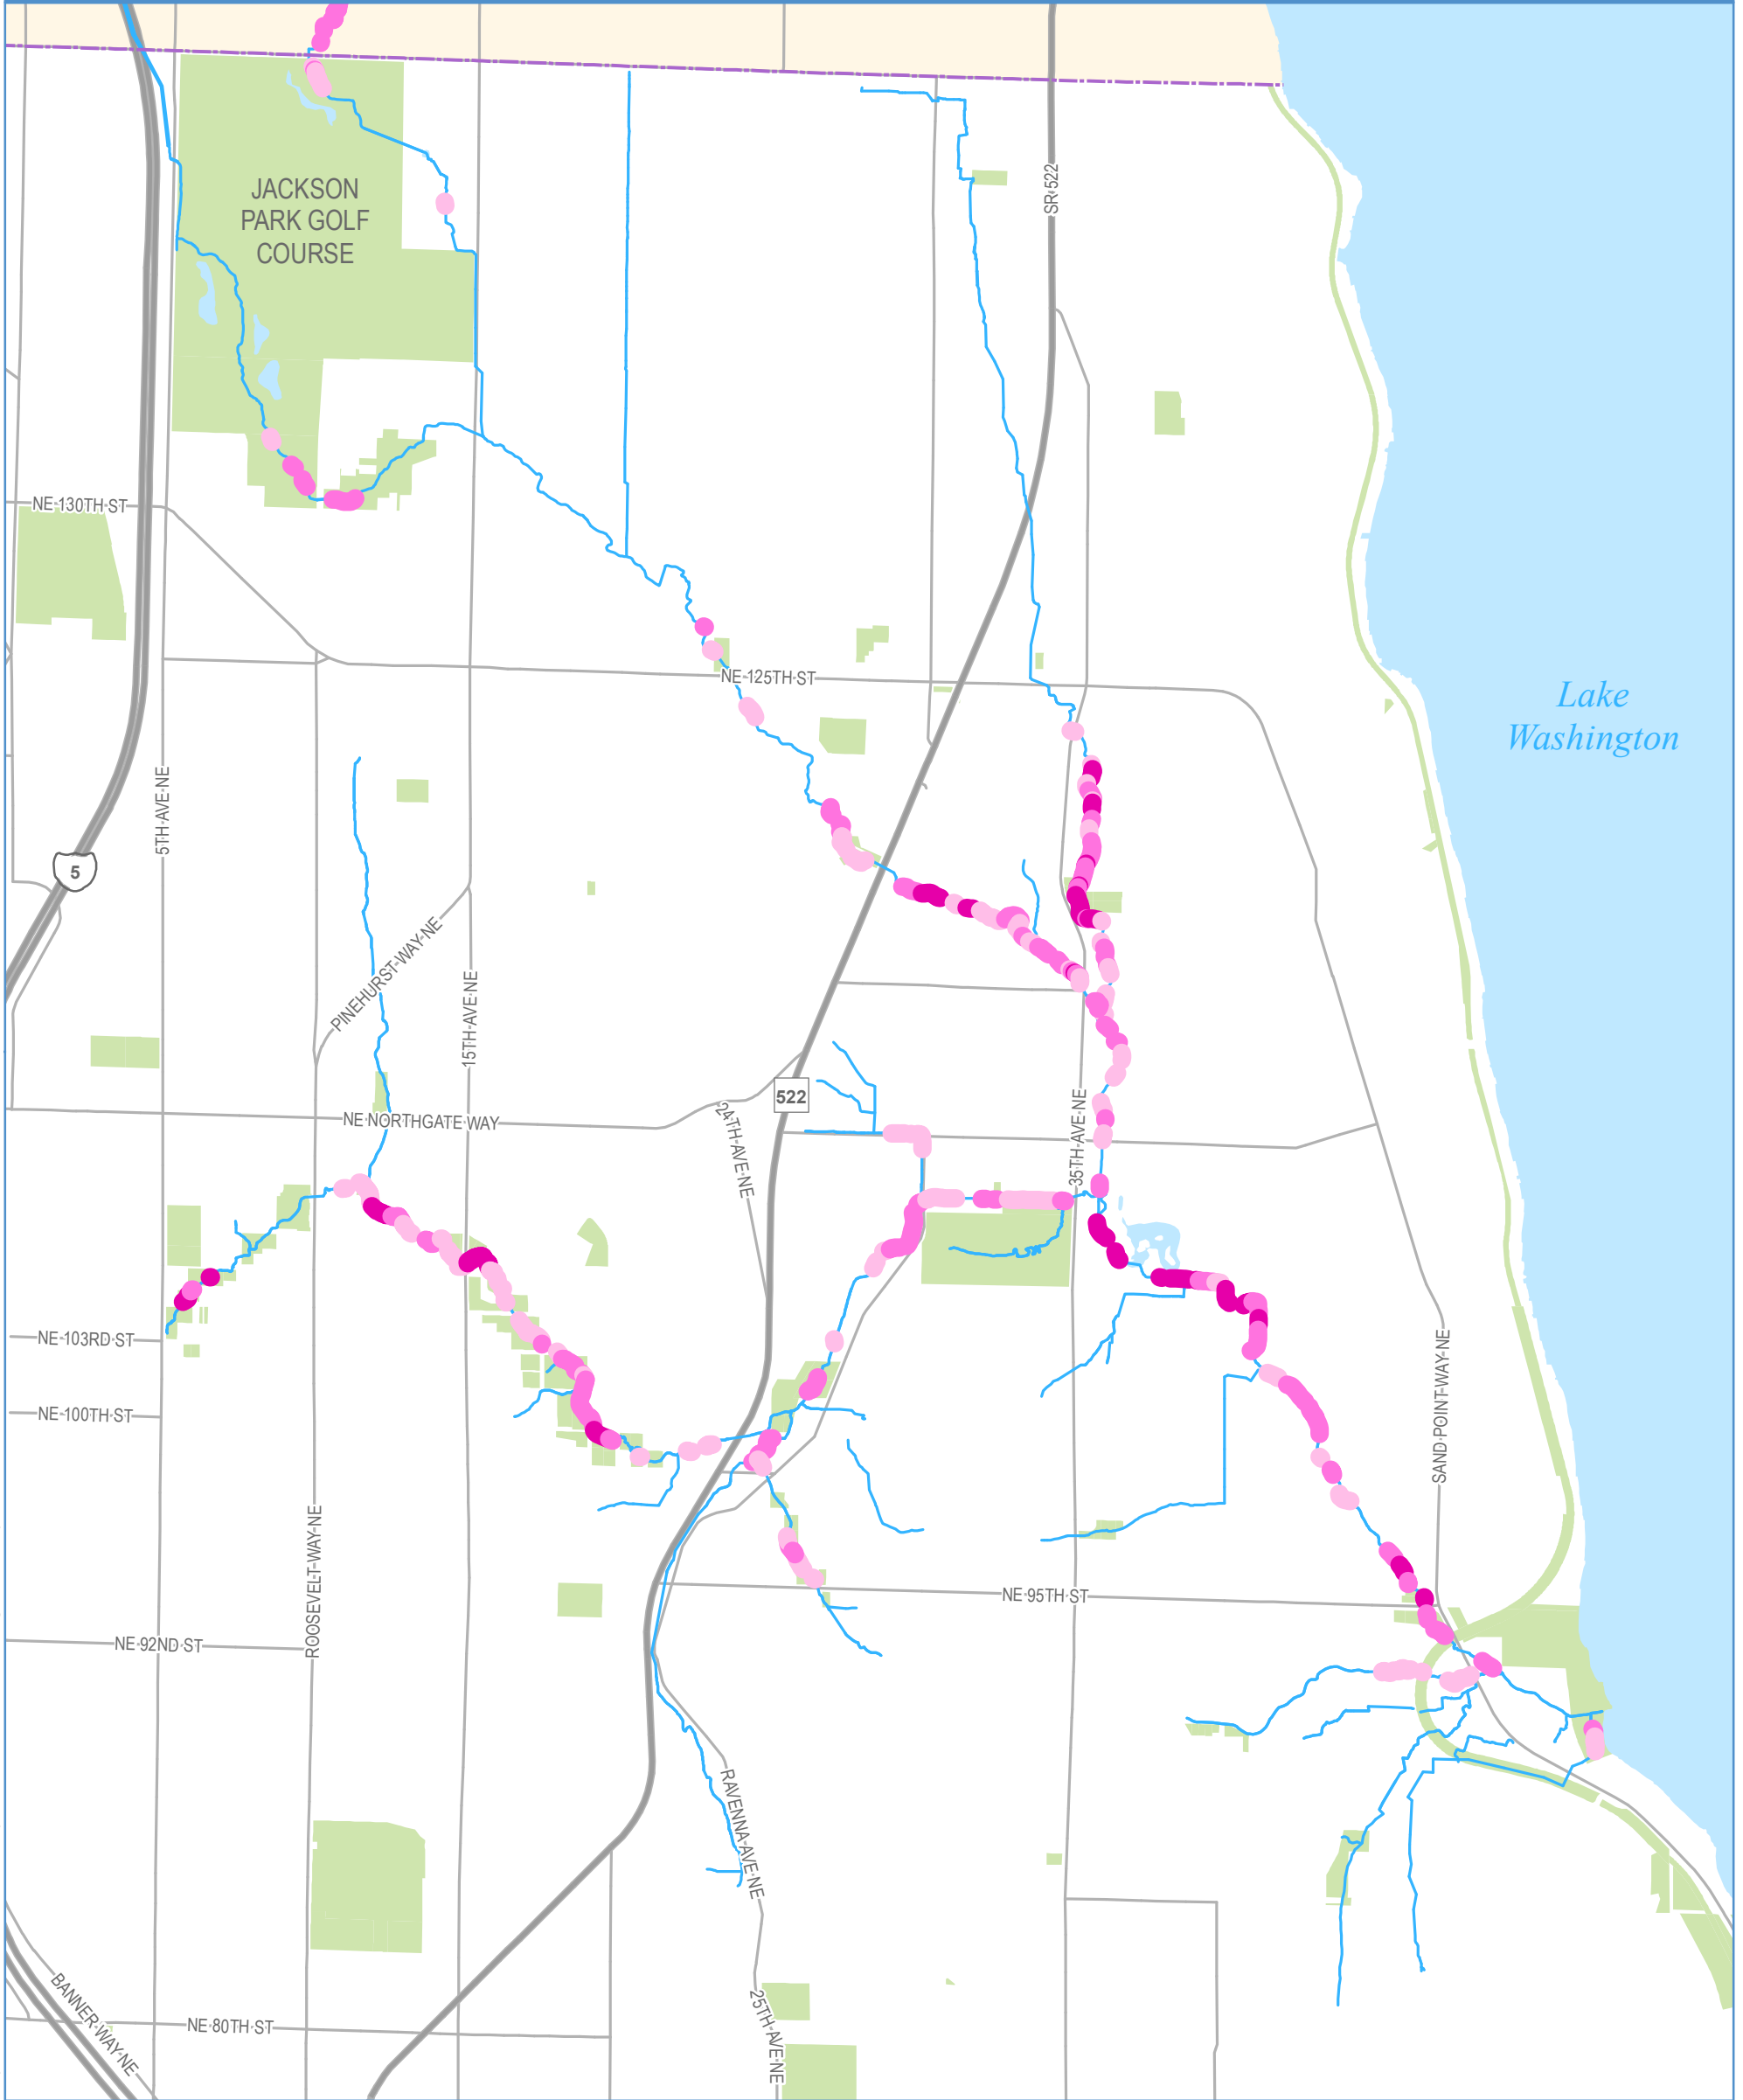 JACKSON
PARK GOLF
COURSE
SR 522
NE 130TH ST
NE 125TH ST
Lake
Washington
5TH AVE NE
5
PINEHURST WAY NE
15TH AVE NE
522
NE NORTHGATE WAY
24TH AVE NE
35TH AVE NE
NE 103RD ST
NE 100TH ST
SAND POINT WAY NE
ROOSEVELT WAY NE
NE 95TH ST
NE 92ND ST
RAVENNA AVE NE
BANNER WAY NE
NE 80TH ST
25TH AVE NE